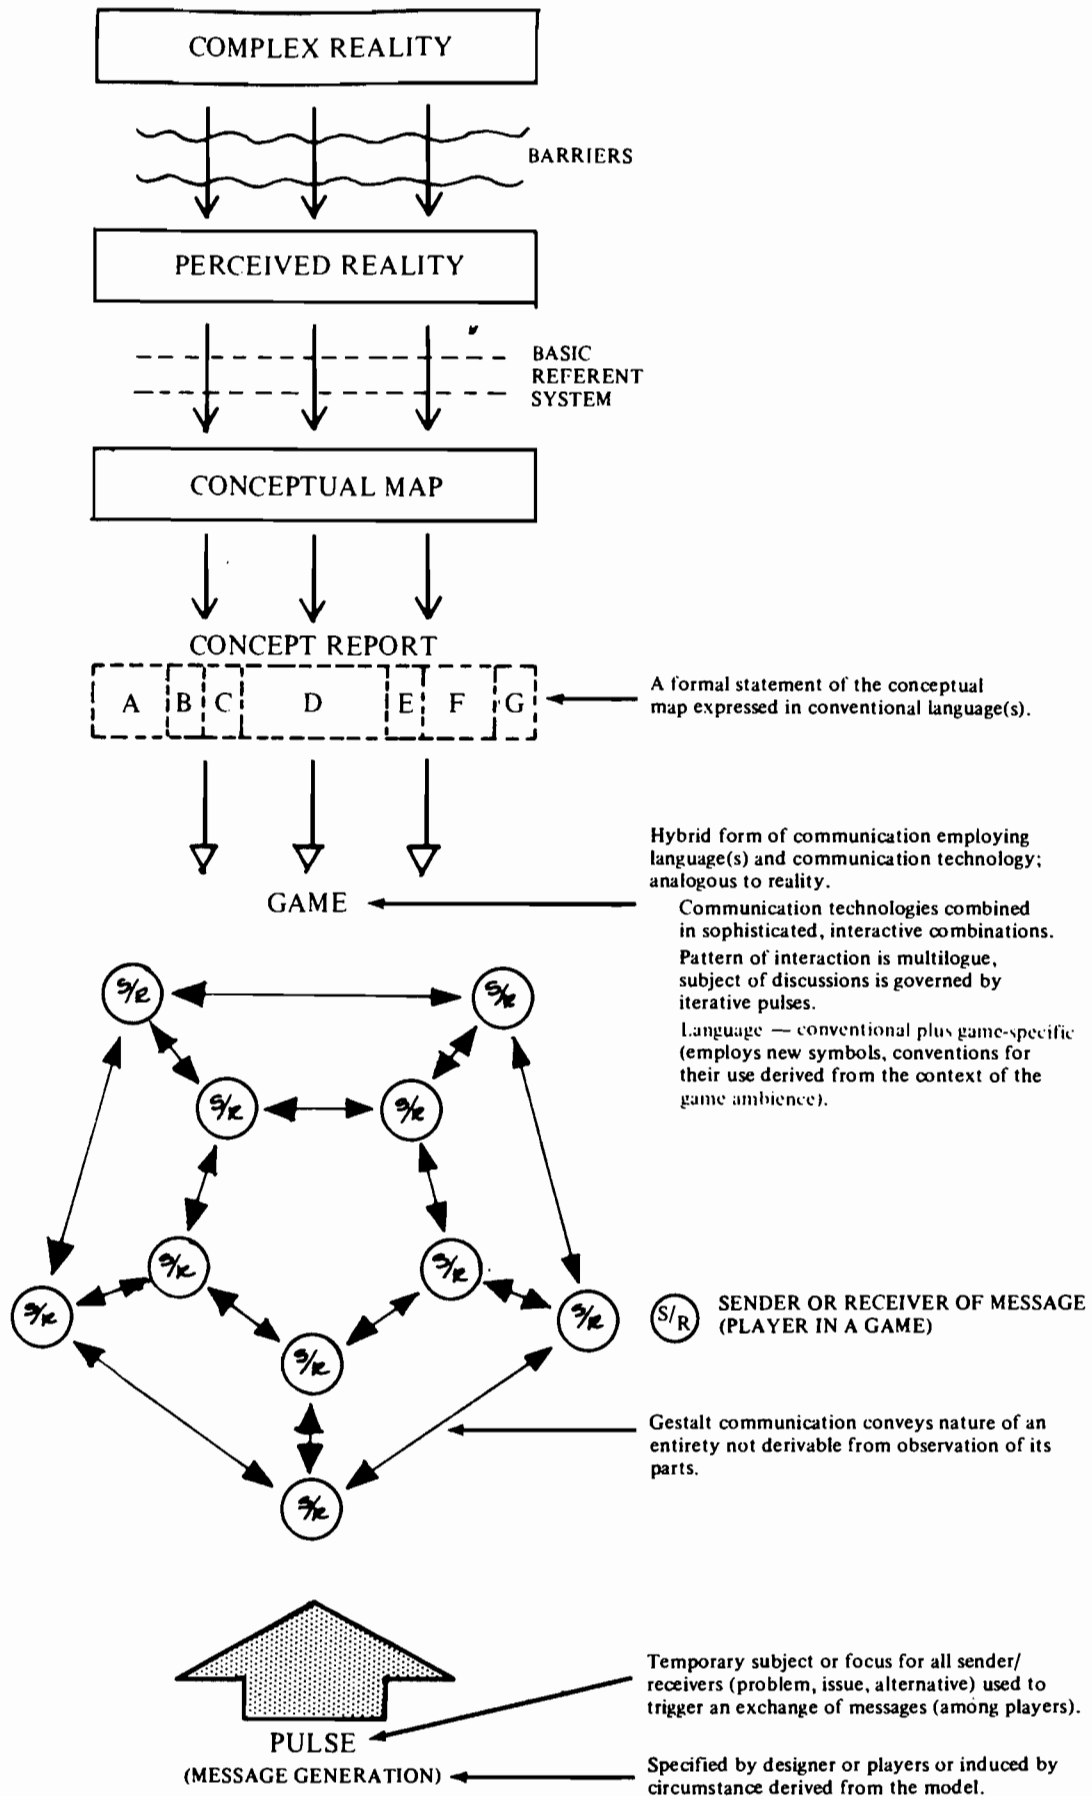 COMPLEX REALITY
BARRIERS
PERCEIVED REALITY
BASIC
REFERENT
SYSTEM
CONCEPTUAL MAP
CONCEPT REPORT
A B C D E F G
A formal statement of the conceptual
map expressed in conventional language(s).
Hybrid form of communication employing
language(s) and communication technology;
analogous to reality.
GAME
Communication technologies combined
in sophisticated, interactive combinations.
Pattern of interaction is multilogue,
subject of discussions is governed by
iterative pulses.
Language — conventional plus game-specific
(employs new symbols, conventions for
their use derived from the context of the
game ambience).
S/R S/R
S/R S/R
S/R S/R
S/R S/R
S/R SENDER OR RECEIVER OF MESSAGE
(PLAYER IN A GAME)
S/R
Gestalt communication conveys nature of an
entirety not derivable from observation of its
parts.
S/R
Temporary subject or focus for all sender/
receivers (problem, issue, alternative) used to
trigger an exchange of messages (among players).
PULSE
(MESSAGE GENERATION)
Specified by designer or players or induced by
circumstance derived from the model.